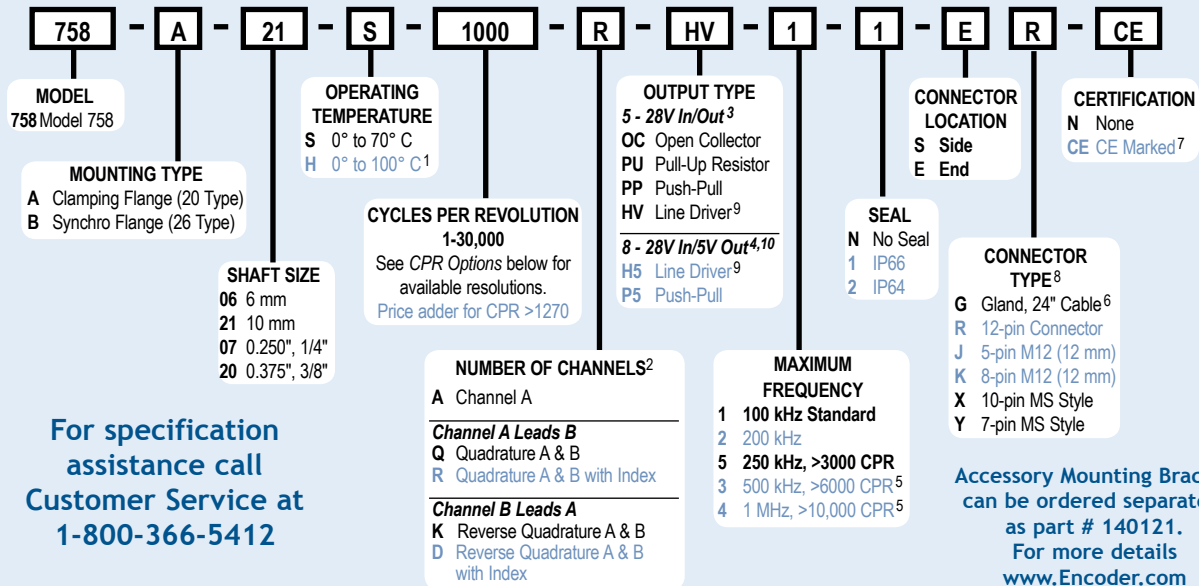 758 - A - 21 - S - 1000 - R - HV - 1 - 1 - E R - CE
MODEL
758 Model 758
MOUNTING TYPE
A Clamping Flange (20 Type)
B Synchro Flange (26 Type)
SHAFT SIZE
06 6 mm
21 10 mm
07 0.250", 1/4"
20 0.375", 3/8"
OPERATING
TEMPERATURE
S 0° to 70° C
H 0° to 100° C1
CYCLES PER REVOLUTION
1-30,000
See CPR Options below for
available resolutions.
Price adder for CPR >1270
NUMBER OF CHANNELS2
A Channel A
Channel A Leads B
Q Quadrature A & B
R Quadrature A & B with Index
Channel B Leads A
K Reverse Quadrature A & B
D Reverse Quadrature A & B
with Index
OUTPUT TYPE
5 - 28V In/Out3
OC Open Collector
PU Pull-Up Resistor
PP Push-Pull
HV Line Driver9
8 - 28V In/5V Out4,10
H5 Line Driver9
P5 Push-Pull
MAXIMUM
FREQUENCY
1 100 kHz Standard
2 200 kHz
5 250 kHz, >3000 CPR
3 500 kHz, >6000 CPR5
4 1 MHz, >10,000 CPR5
SEAL
N No Seal
1 IP66
2 IP64
CONNECTOR
LOCATION
S Side
E End
CONNECTOR
TYPE8
G Gland, 24" Cable6
R 12-pin Connector
J 5-pin M12 (12 mm)
K 8-pin M12 (12 mm)
X 10-pin MS Style
Y 7-pin MS Style
CERTIFICATION
N None
CE CE Marked7
For specification
assistance call
Customer Service at
1-800-366-5412
Accessory Mounting
can be ordered
as part # 140121.
For more details
www.Encoder.com